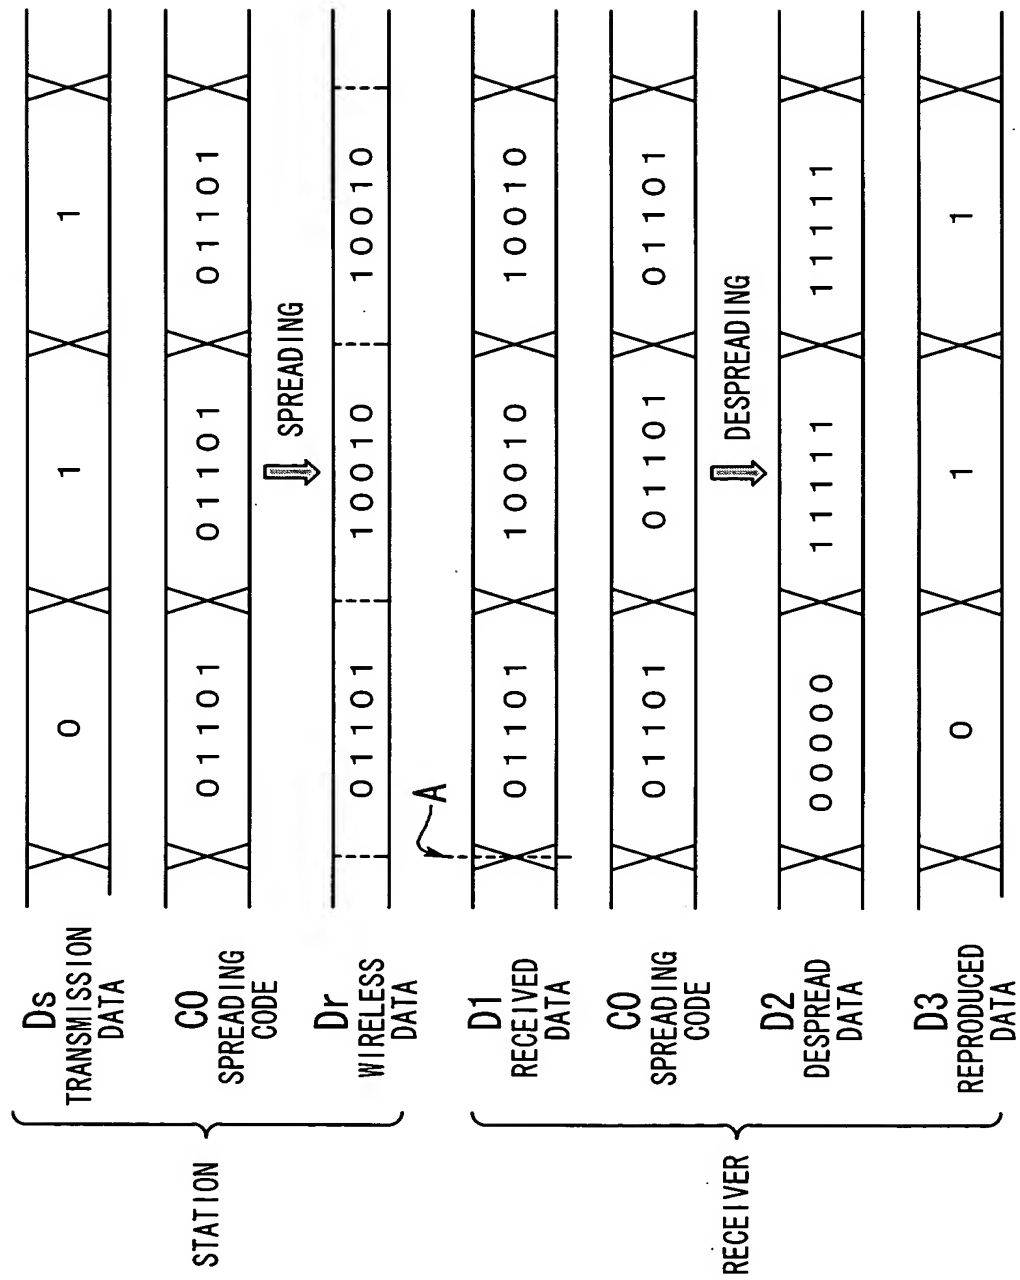 STATION
Ds
TRANSMISSION
DATA
0 1 1
CO
SPREADING
CODE
01101 01101 01101
SPREADING
Dr
WIRELESS
DATA
01101 10010 10010
A
RECEIVER
D1
RECEIVED
DATA
01101 10010 10010
CO
SPREADING
CODE
01101 01101 01101
DESPREADING
D2
DESPREAD
DATA
00000 11111 11111
D3
REPRODUCED
DATA
0 1 1